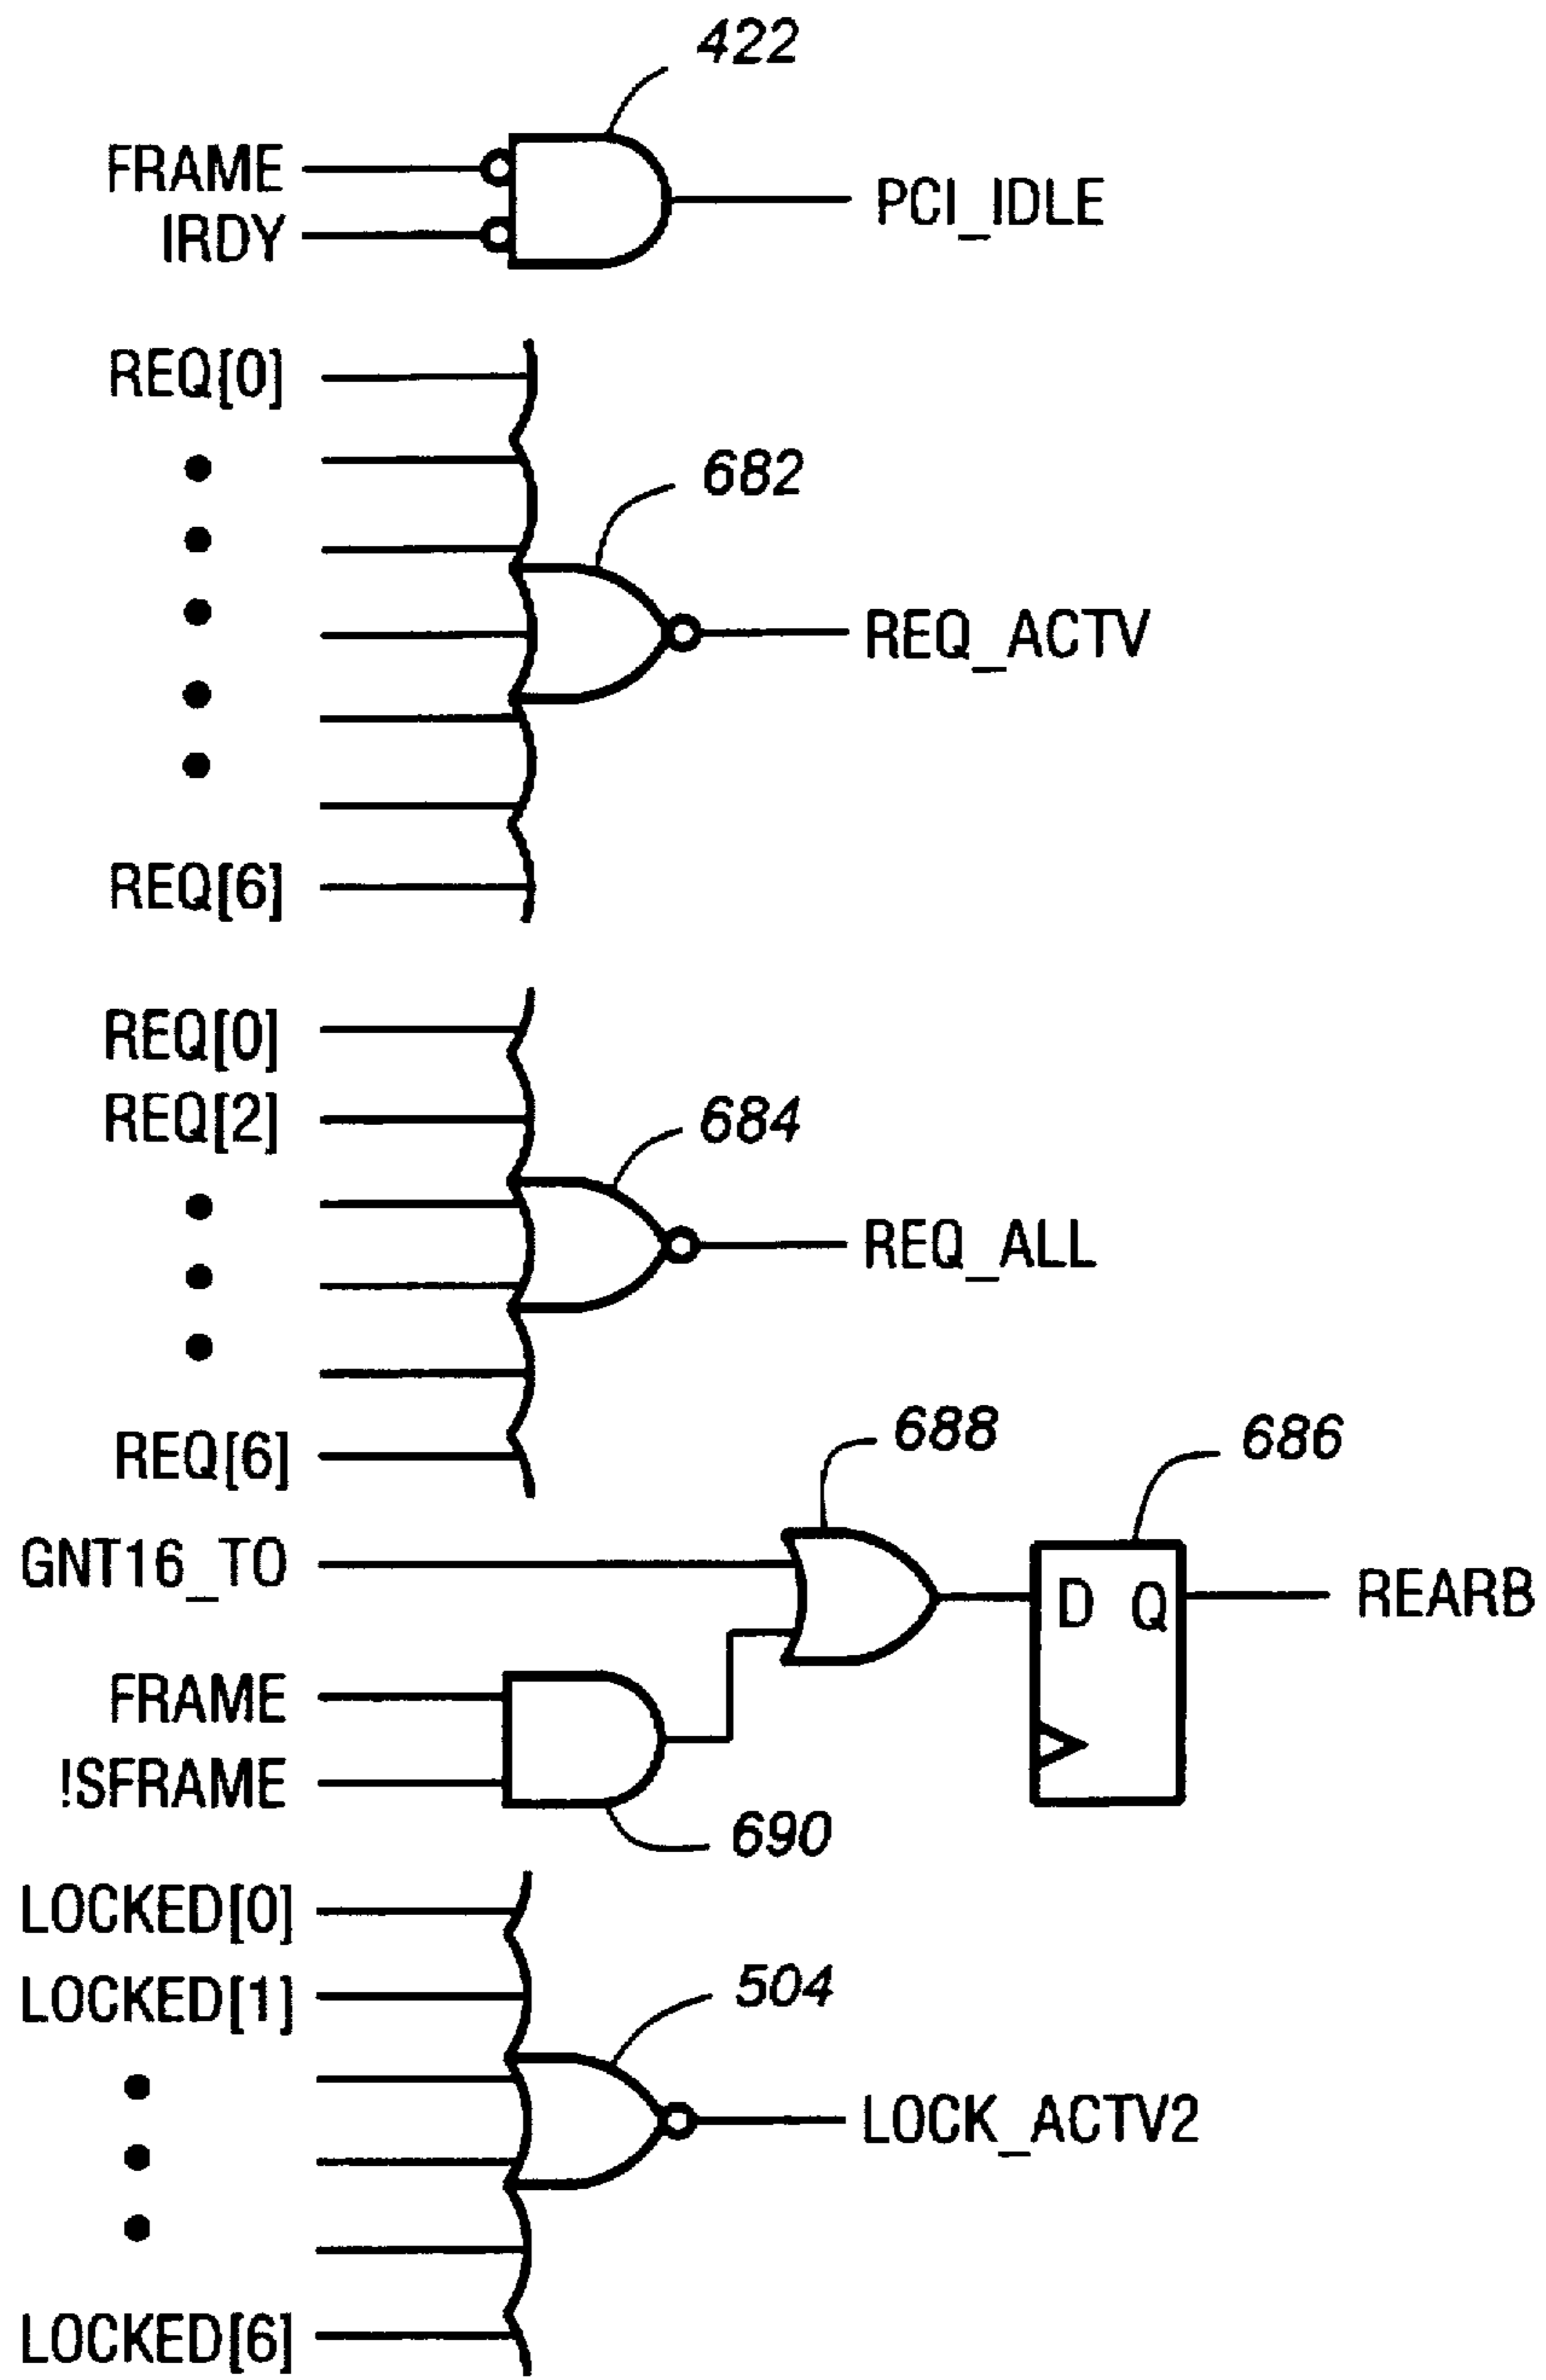 422
FRAME
IRDY
PCI_IDLE
REQ[0]
682
REQ_ACTV
REQ[6]
REQ[0]
REQ[2]
684
REQ_ALL
REQ[6]
688
686
GNT16_TO
D Q
REARB
FRAME
!SFRAME
690
LOCKED[0]
LOCKED[1]
504
LOCK_ACTV2
LOCKED[6]